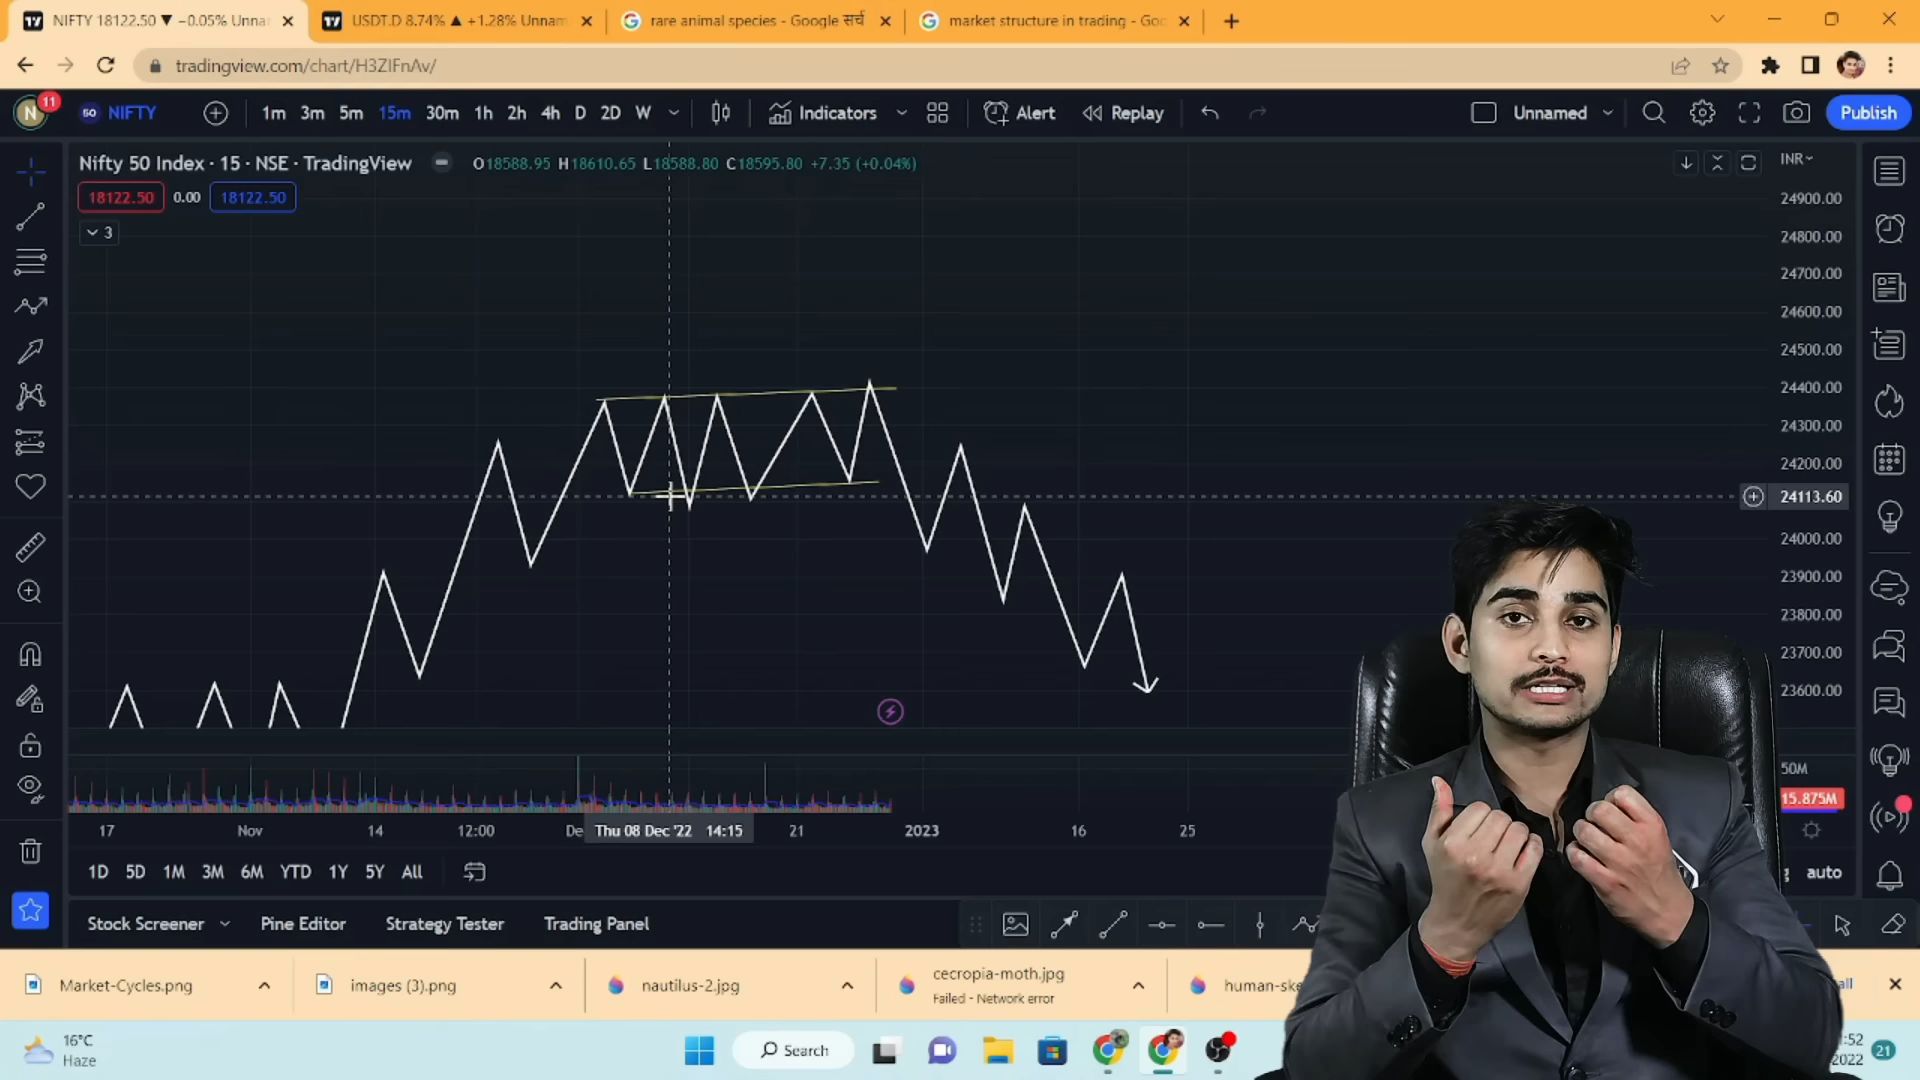 NIFTY 18122.50 ▼ −0.05% Unna
USDT.D 8.74% ▲ +1.28% Unnam
rare animal species - Google सर्च
market structure in trading - Goo
tradingview.com/chart/H3ZIFnAv/
N 11
50 NIFTY
1m 3m 5m 15m 30m 1h 2h 4h D 2D W
Indicators
Alert
Replay
Unnamed
Publish
Nifty 50 Index · 15 · NSE · TradingView
O18588.95 H18610.65 L18588.80 C18595.80 +7.35 (+0.04%)
INR
18122.50 0.00 18122.50
3
24900.00
24800.00
24700.00
24600.00
24500.00
24400.00
24300.00
24200.00
24113.60
24000.00
23900.00
23800.00
23700.00
23600.00
50M
15.875M
17 Nov 14 12:00 De Thu 08 Dec '22 14:15 21 2023 16 25
1D 5D 1M 3M 6M YTD 1Y 5Y All
auto
Stock Screener Pine Editor Strategy Tester Trading Panel
Market-Cycles.png
images (3).png
nautilus-2.jpg
cecropia-moth.jpg
Failed - Network error
human-ske
all
16°C
Haze
Search
:52
2022
21